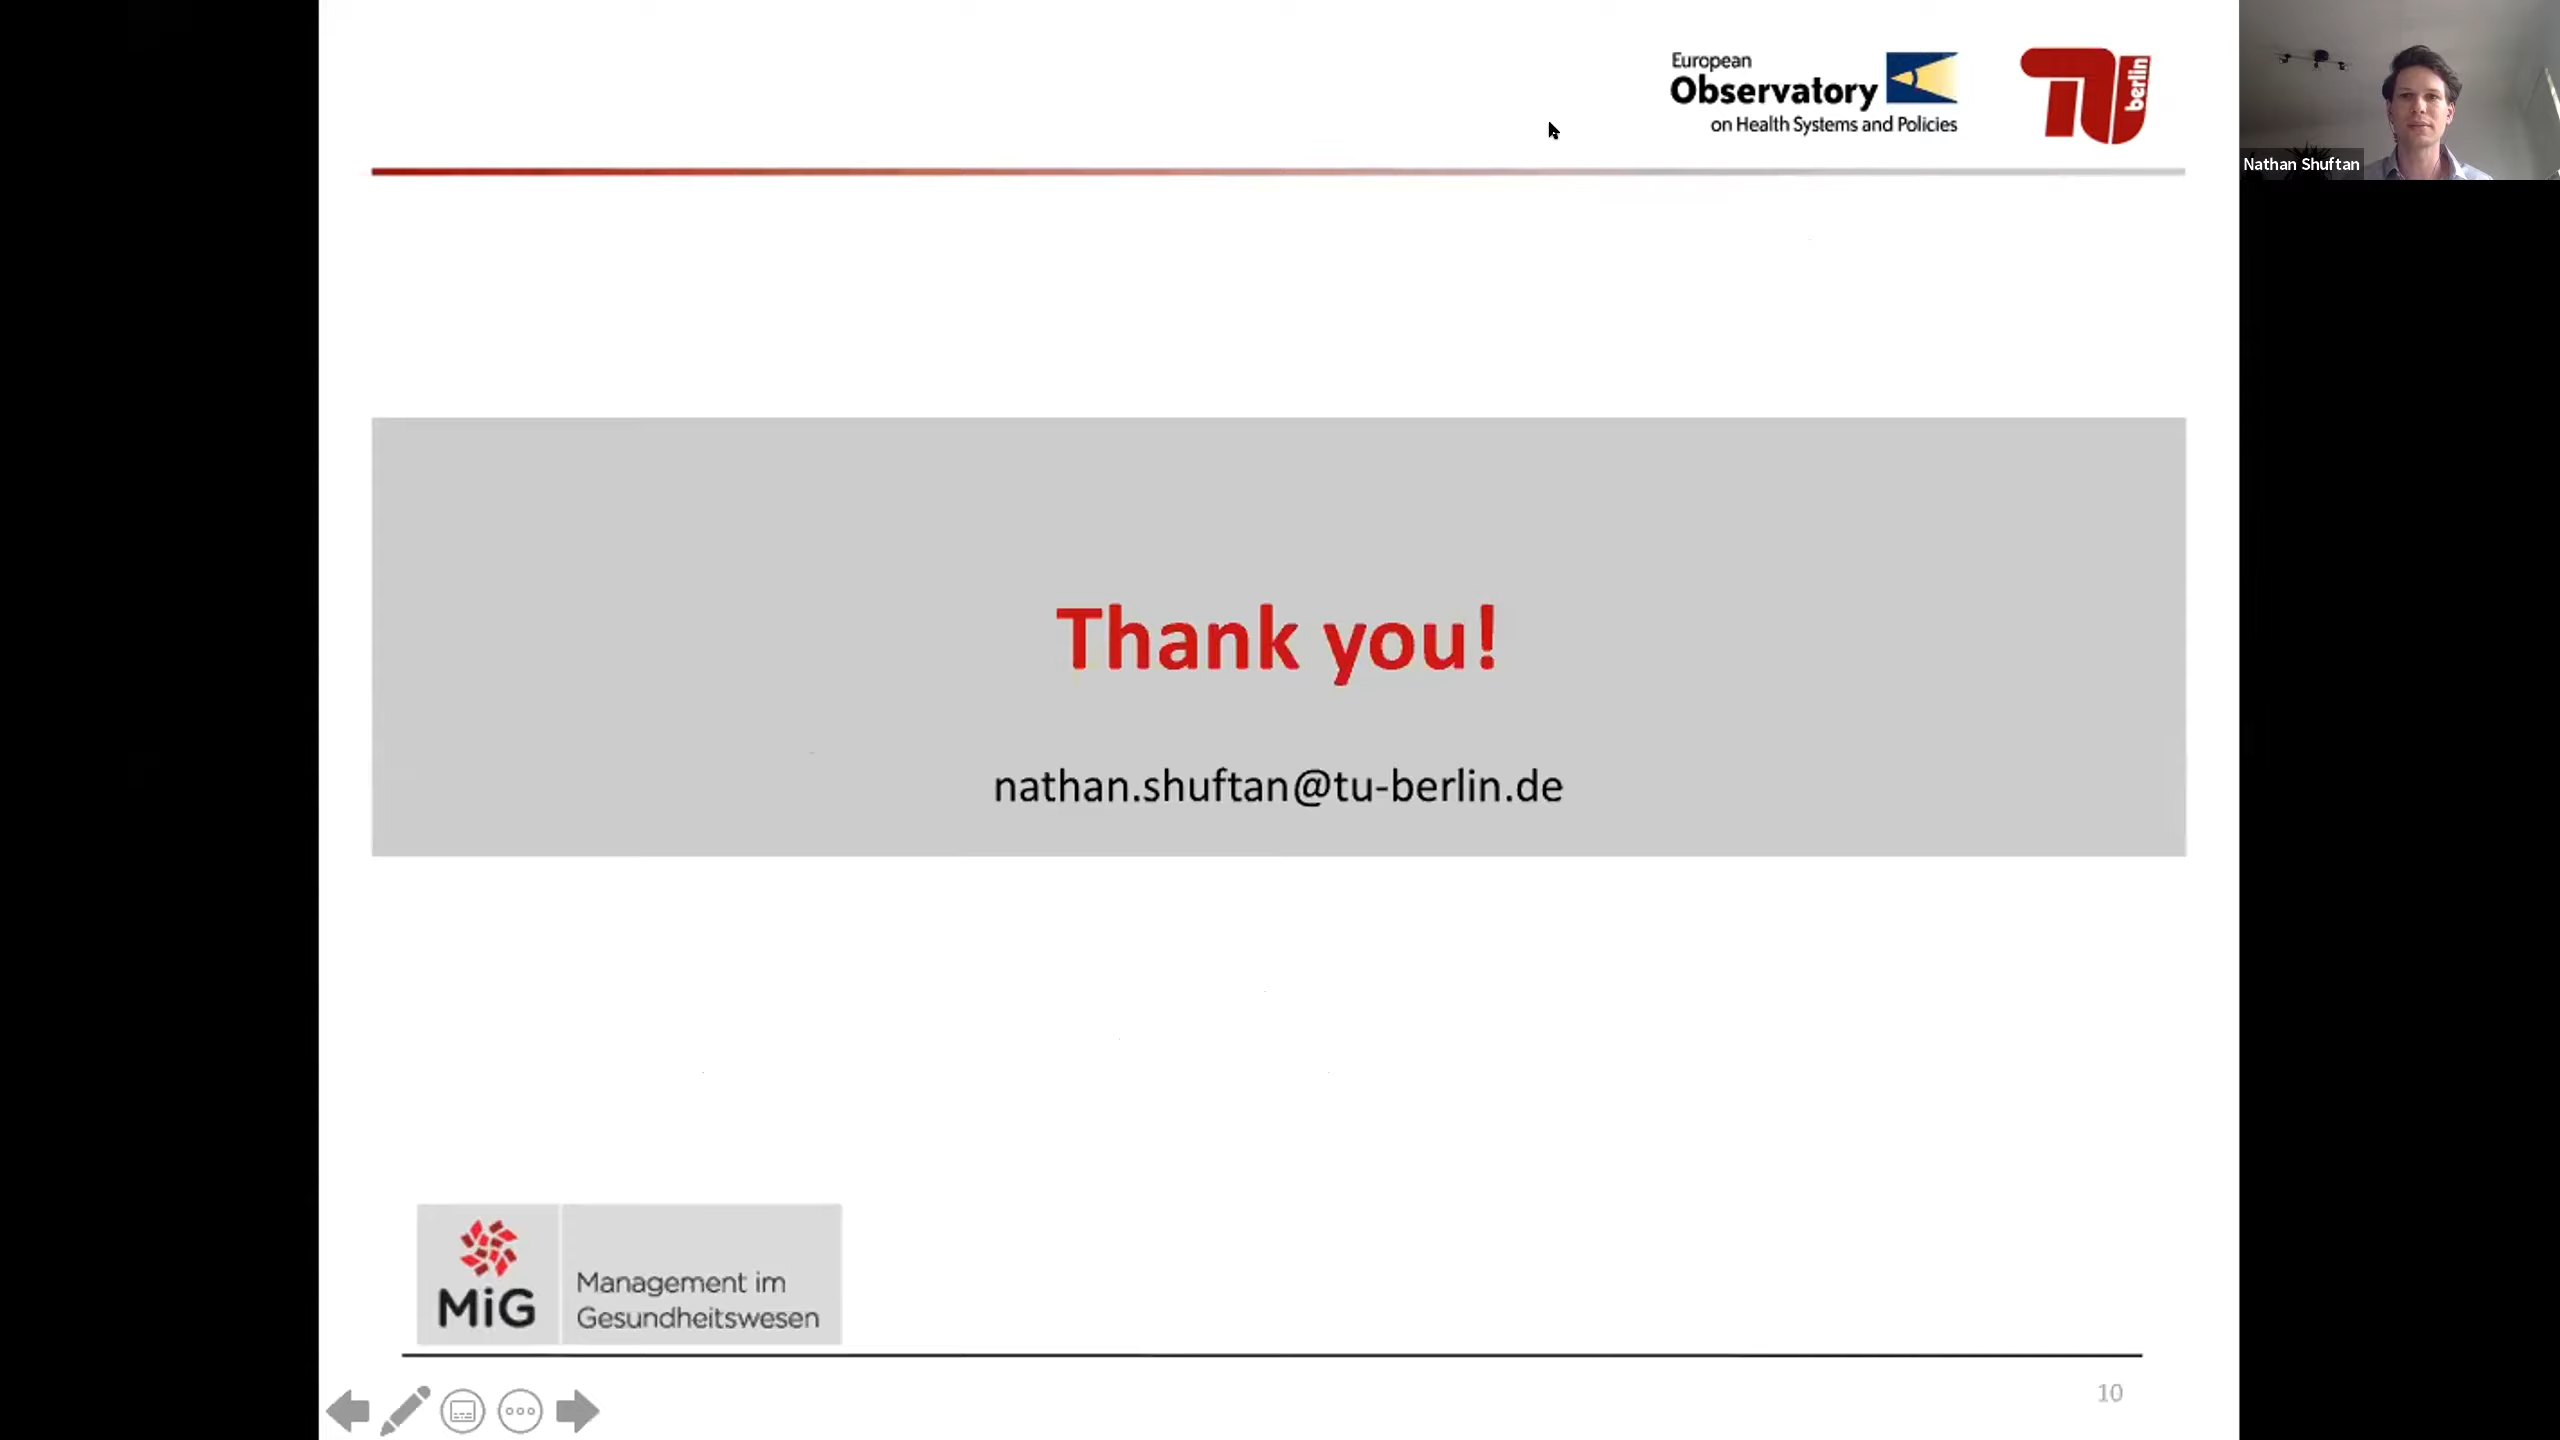 European
Observatory
on Health Systems and Policies
berlin
Nathan Shuftan
Thank you!
nathan.shuftan@tu-berlin.de
MiG
Management im
Gesundheitswesen
10